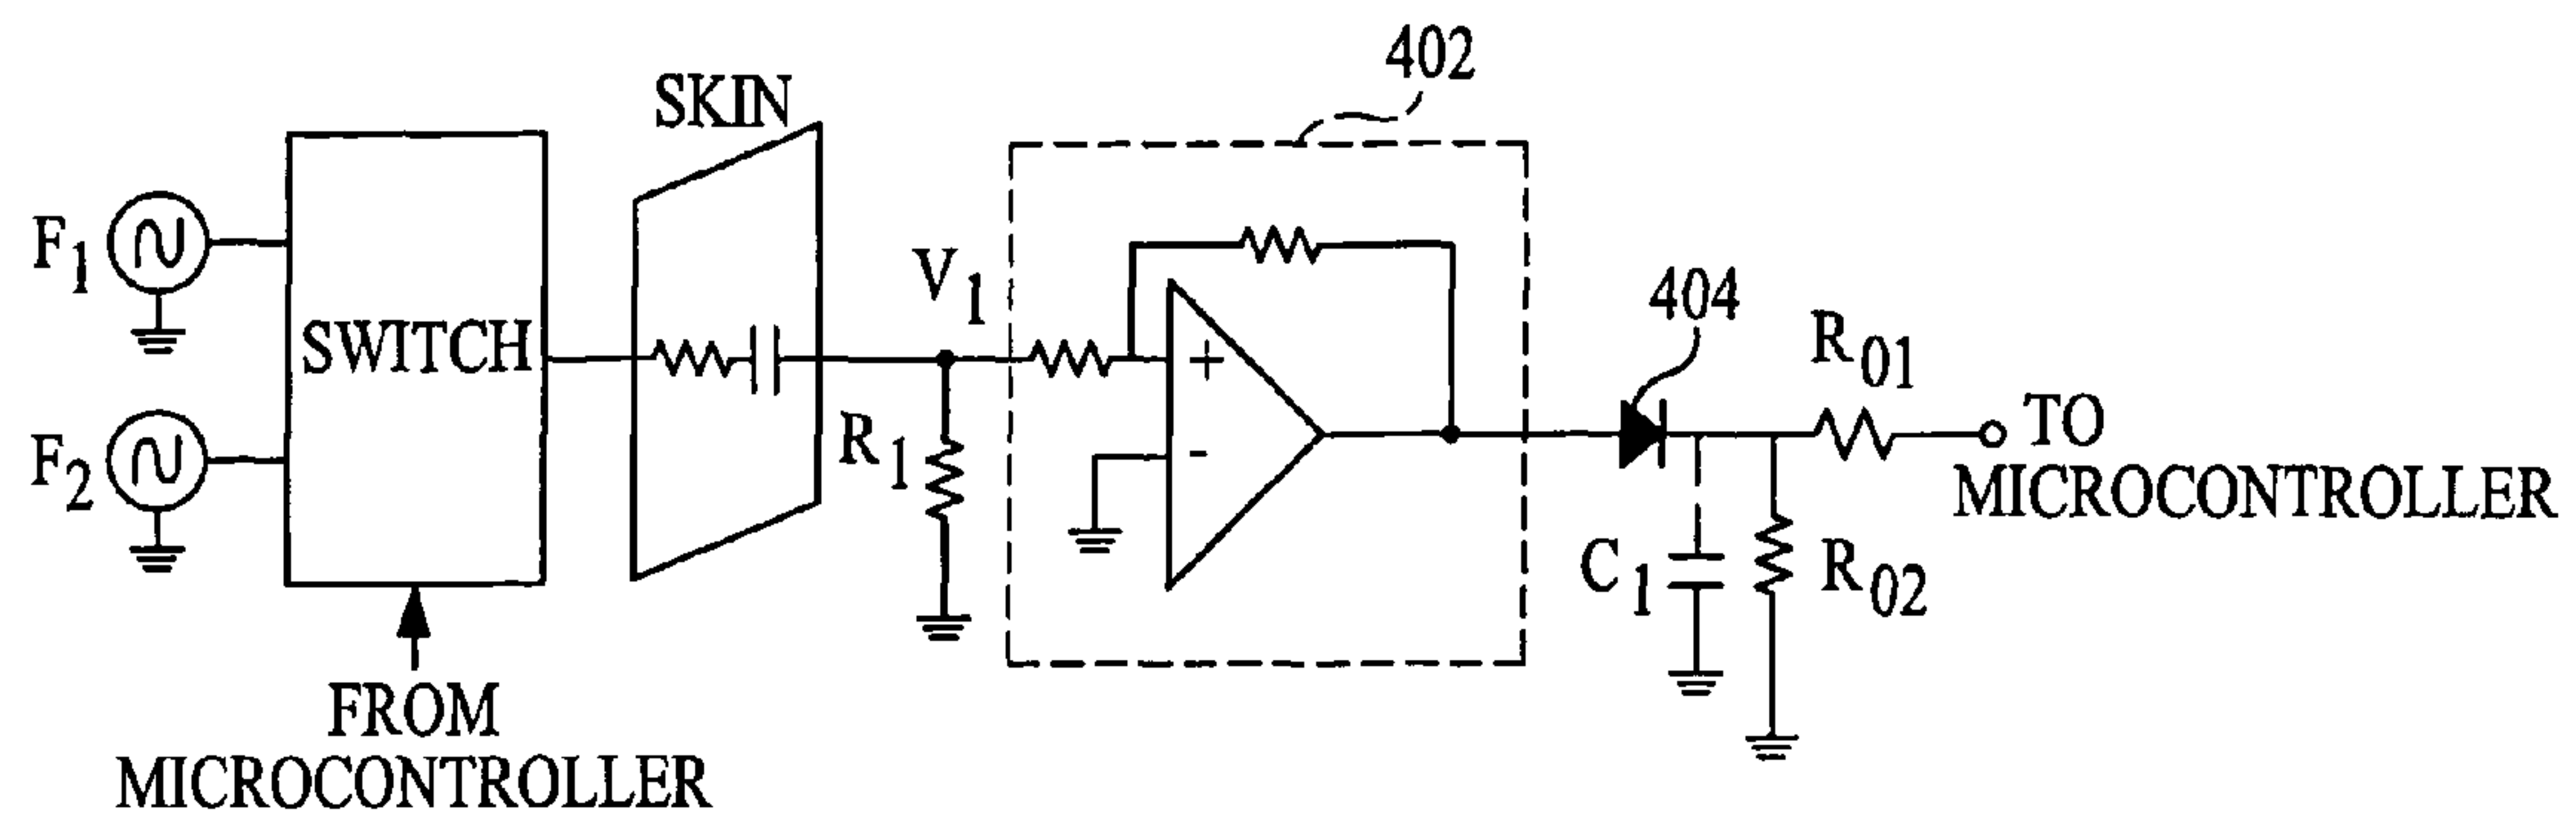 402
SKIN
F1
V1
404
SWITCH
R01
F2
R1
+
-
TO
MICROCONTROLLER
C1
R02
FROM
MICROCONTROLLER